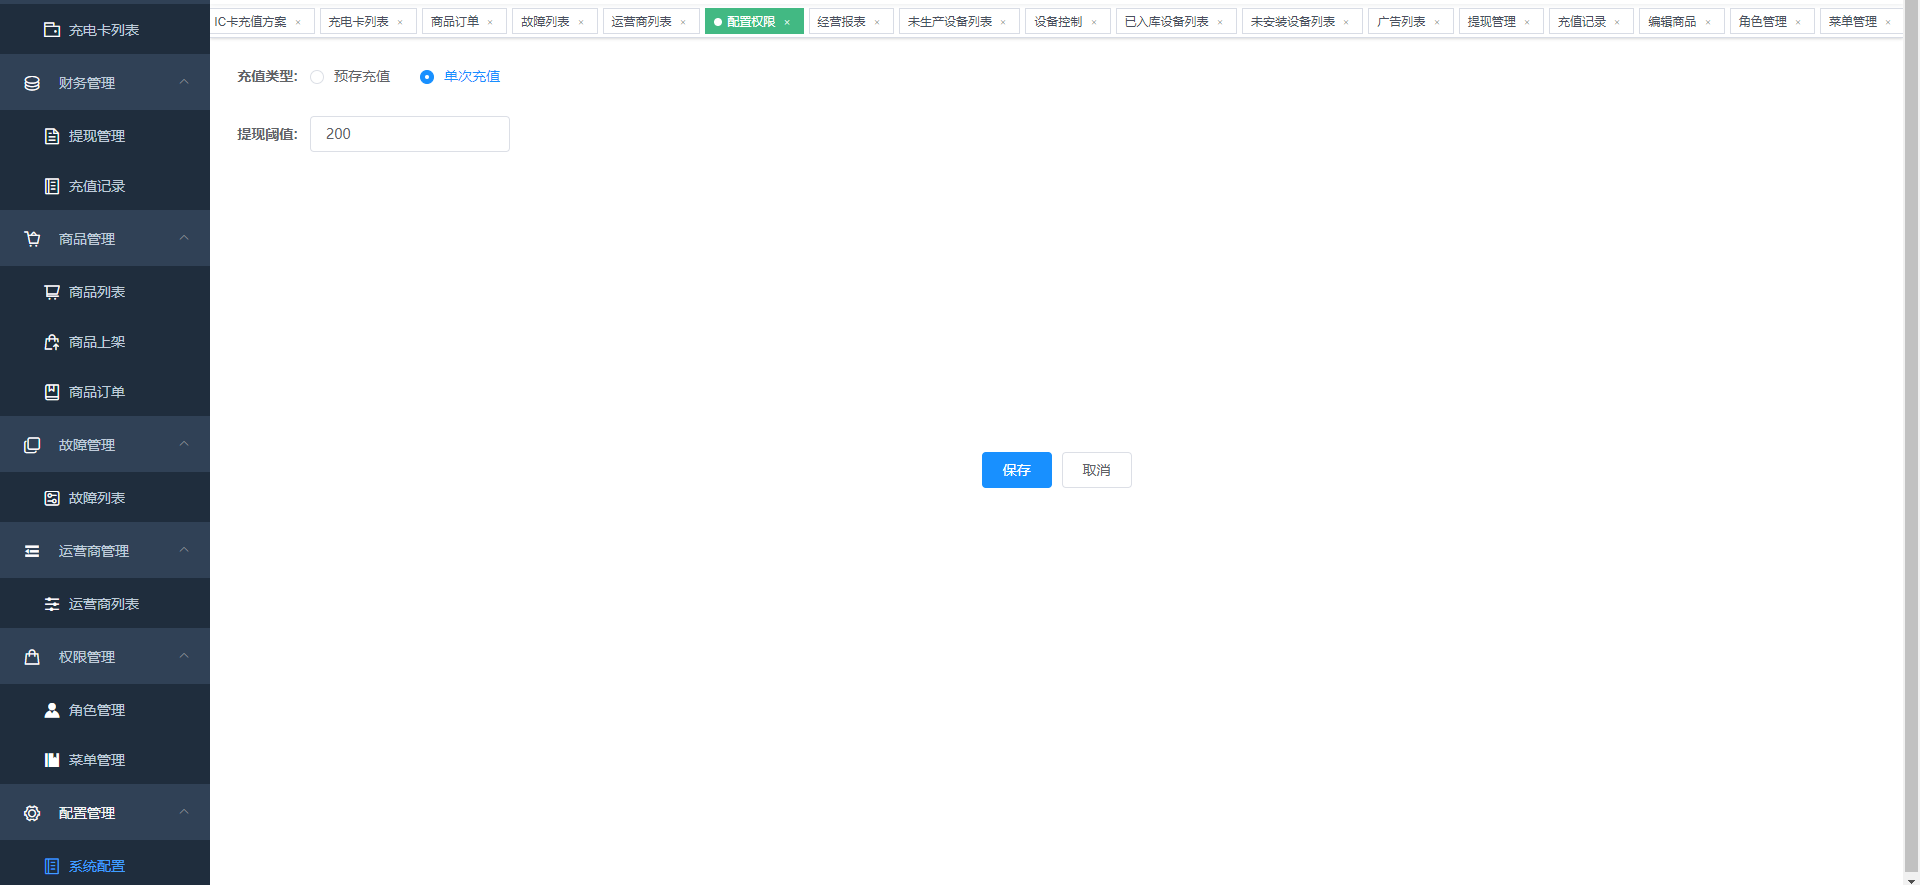 IC卡充值方案 ×
充电卡列表 ×
商品订单 ×
故障列表 ×
运营商列表 ×
配置权限 ×
经营报表 ×
未生产设备列表 ×
设备控制 ×
已入库设备列表 ×
未安装设备列表 ×
广告列表 ×
提现管理 ×
充值记录 ×
编辑商品 ×
角色管理 ×
菜单管理 ×
充电卡列表
财务管理
提现管理
充值记录
商品管理
商品列表
商品上架
商品订单
故障管理
故障列表
运营商管理
运营商列表
权限管理
角色管理
菜单管理
配置管理
系统配置
充值类型: 预存充值 单次充值
提现阈值: 200
保存 取消